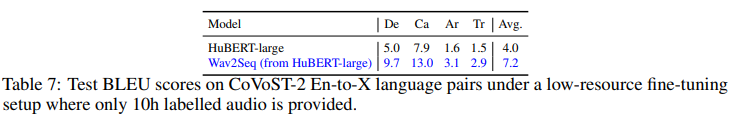 Model | De Ca Ar Tr | Avg.
HuBERT-large | 5.0 7.9 1.6 1.5 | 4.0
Wav2Seq (from HuBERT-large) | 9.7 13.0 3.1 2.9 | 7.2
Table 7: Test BLEU scores on CoVoST-2 En-to-X language pairs under a low-resource fine-tuning
setup where only 10h labelled audio is provided.